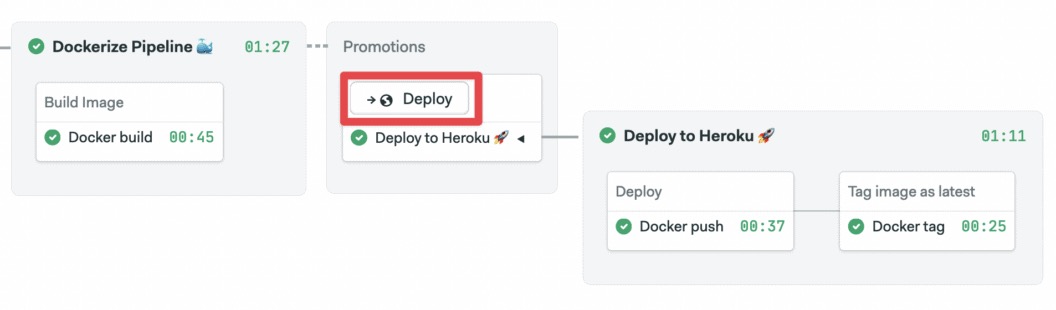 Dockerize Pipeline 🐳 01:27
Build Image
Docker build 00:45
Promotions
Deploy
Deploy to Heroku 🚀
Deploy to Heroku 🚀 01:11
Deploy
Docker push 00:37
Tag image as latest
Docker tag 00:25